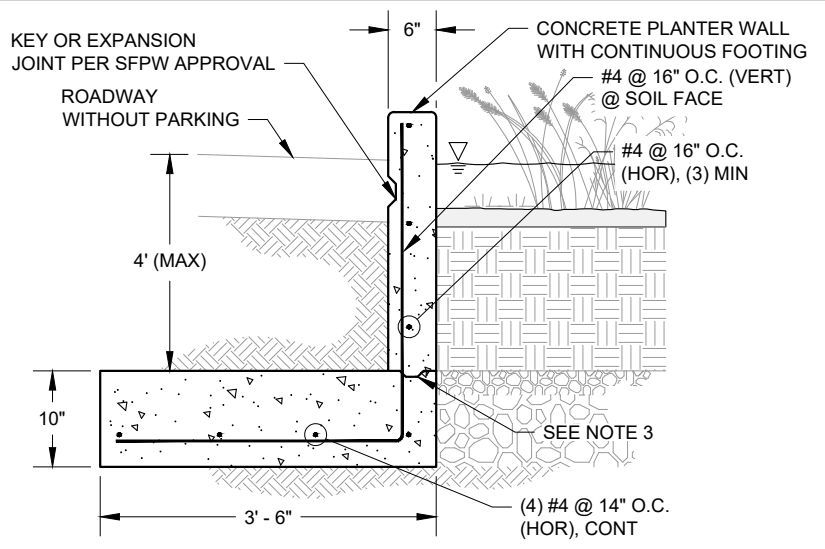 6"
KEY OR EXPANSION
JOINT PER SFPW APPROVAL
CONCRETE PLANTER WALL
WITH CONTINUOUS FOOTING
#4 @ 16" O.C. (VERT)
@ SOIL FACE
ROADWAY
WITHOUT PARKING
#4 @ 16" O.C.
(HOR), (3) MIN
4' (MAX)
10"
SEE NOTE 3
(4) #4 @ 14" O.C.
(HOR), CONT
3' - 6"